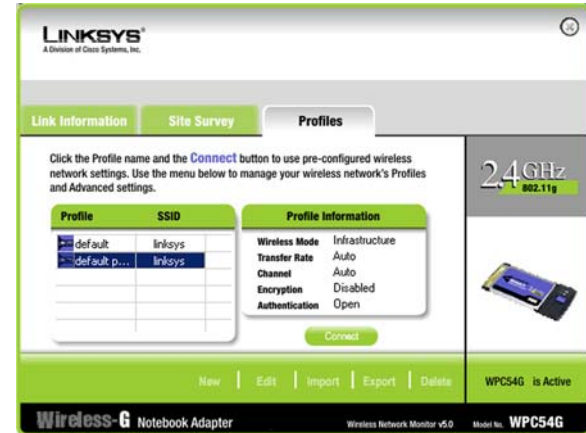 LINKSYS®
A Division of Cisco Systems, Inc.
Link Information Site Survey Profiles
Click the Profile name and the Connect button to use pre-configured wireless
network settings. Use the menu below to manage your wireless network's Profiles
and Advanced settings.
2.4GHz
802.11g
Profile SSID
default linksys
default p... linksys
Profile Information
Wireless Mode Infrastructure
Transfer Rate Auto
Channel Auto
Encryption Disabled
Authentication Open
Connect
New Edit Import Export Delete
WPC54G is Active
Wireless-G Notebook Adapter
Wireless Network Monitor v5.0
Model No. WPC54G